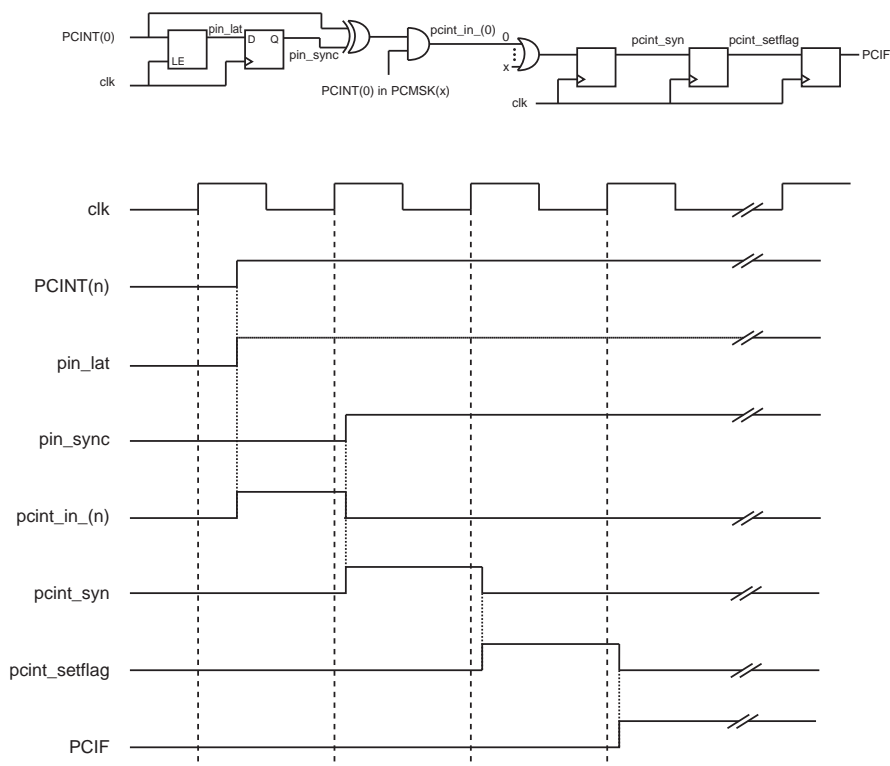 PCINT(0)
pin_lat
D Q
LE
clk
pin_sync
PCINT(0) in PCMSK(x)
pcint_in_(0)
0
x
clk
pcint_syn
pcint_setflag
PCIF
clk
PCINT(n)
pin_lat
pin_sync
pcint_in_(n)
pcint_syn
pcint_setflag
PCIF